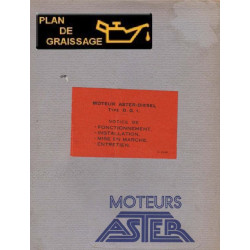 PLAN
DE
GRAISSAGE
MOTEUR ASTER-DIESEL
NOTICE DE
- FONCTIONNEMENT
- INSTALLATION
- MISE EN MARCHE
- ENTRETIEN
MOTEURS
ASTER